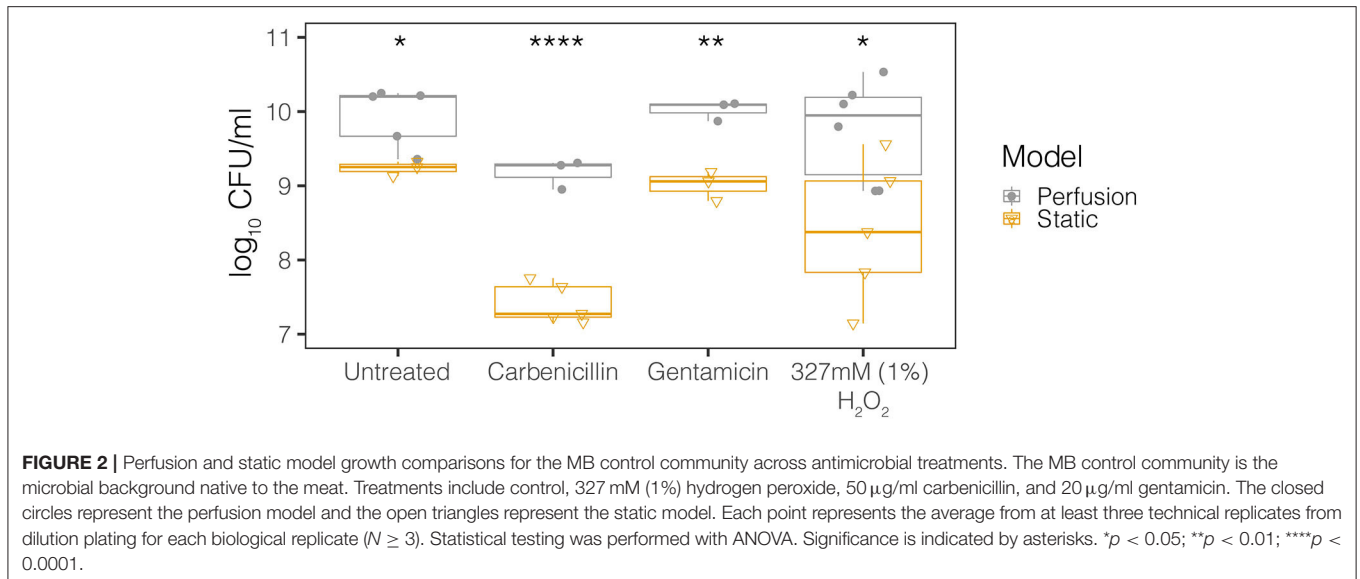 11
10
9
8
7
log₁₀ CFU/ml
* **** ** *
Untreated Carbenicillin Gentamicin 327mM (1%)
H₂O₂
Model
Perfusion
Static
FIGURE 2 | Perfusion and static model growth comparisons for the MB control community across antimicrobial treatments. The MB control community is the
microbial background native to the meat. Treatments include control, 327 mM (1%) hydrogen peroxide, 50 μg/ml carbenicillin, and 20 μg/ml gentamicin. The closed
circles represent the perfusion model and the open triangles represent the static model. Each point represents the average from at least three technical replicates from
dilution plating for each biological replicate (N ≥ 3). Statistical testing was performed with ANOVA. Significance is indicated by asterisks. *p < 0.05; **p < 0.01; ****p <
0.0001.